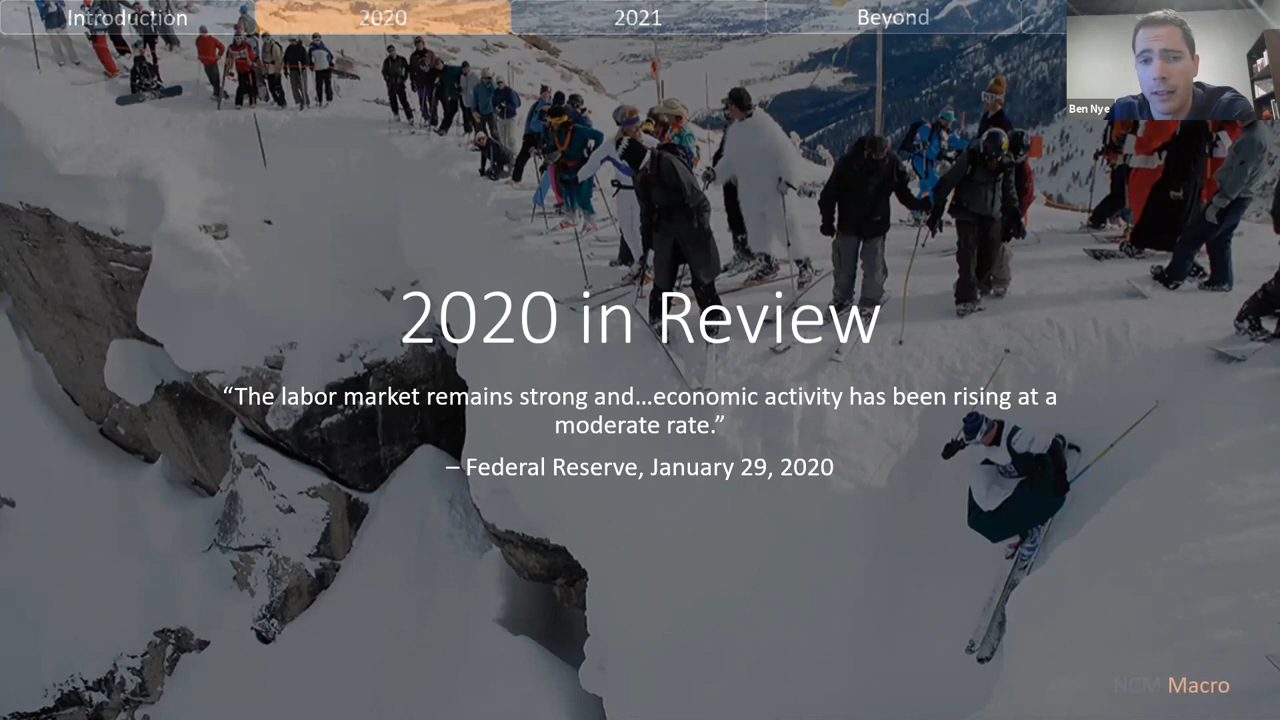 Introduction
2020
2021
Beyond
Ben Nye
2020 in Review
“The labor market remains strong and…economic activity has been rising at a
moderate rate.”
– Federal Reserve, January 29, 2020
NCM Macro